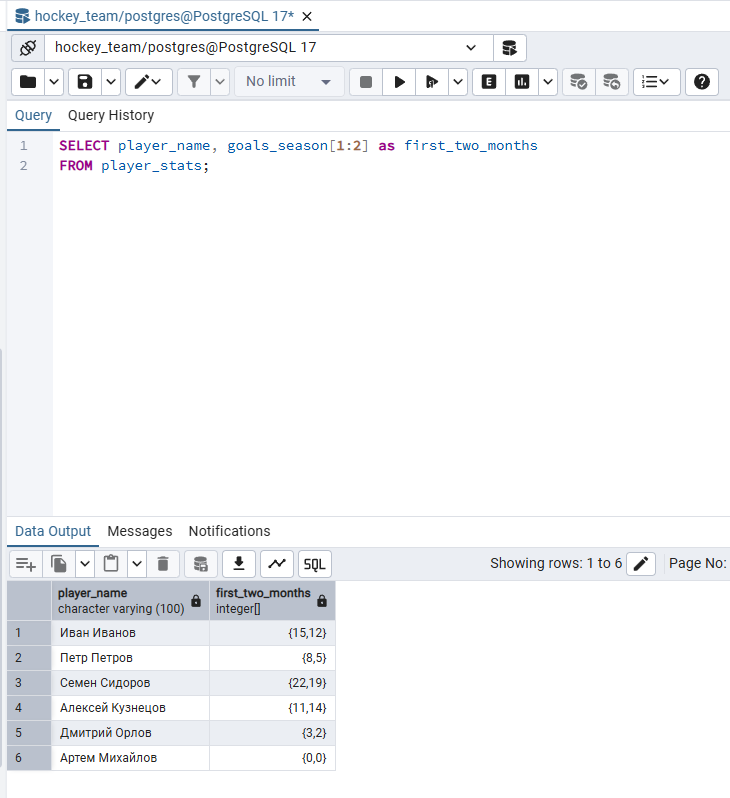 hockey_team/postgres@PostgreSQL 17*
hockey_team/postgres@PostgreSQL 17
No limit
E
Query Query History
1 SELECT player_name, goals_season[1:2] as first_two_months
2 FROM player_stats;
Data Output Messages Notifications
SQL Showing rows: 1 to 6 Page No:
player_name first_two_months
character varying (100) integer[]
1 Иван Иванов {15,12}
2 Петр Петров {8,5}
3 Семен Сидоров {22,19}
4 Алексей Кузнецов {11,14}
5 Дмитрий Орлов {3,2}
6 Артем Михайлов {0,0}